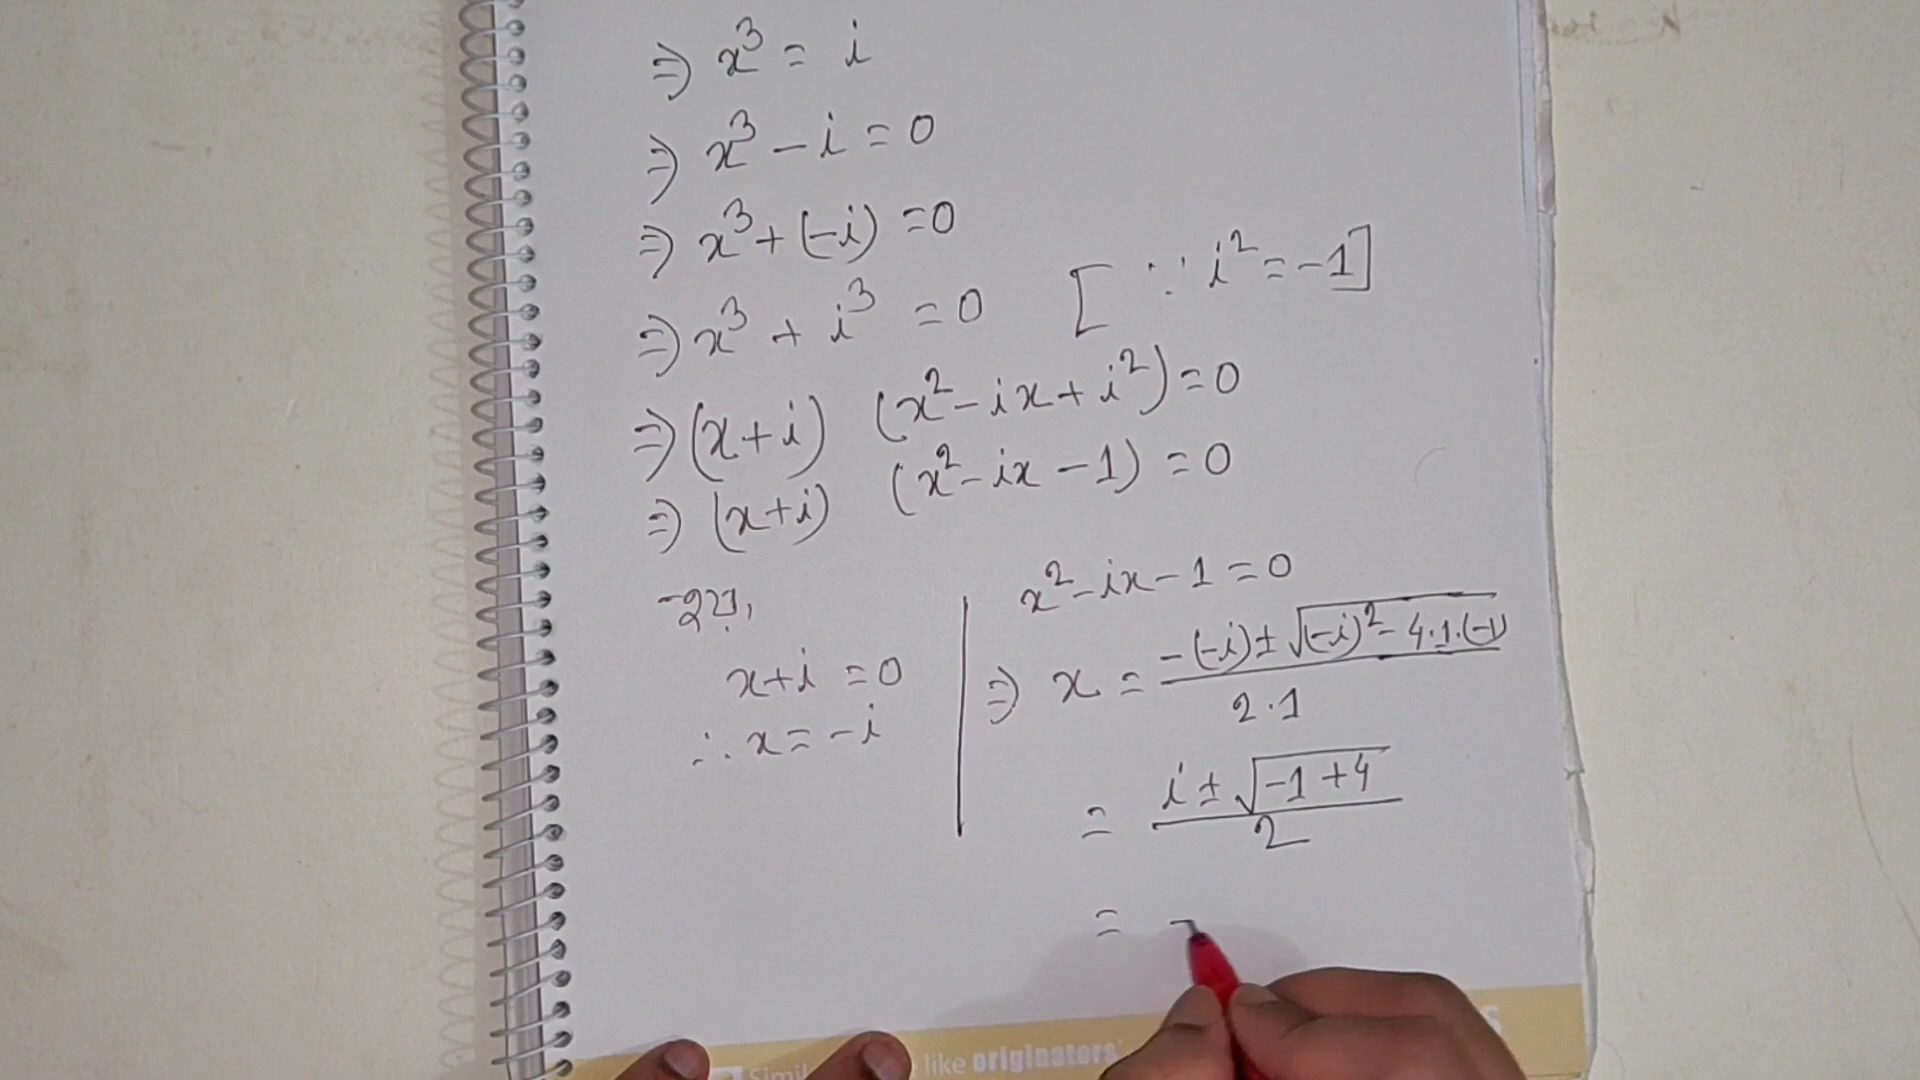 ⇒ x³ = i
⇒ x³ - i = 0
⇒ x³ + (-i) = 0
⇒ x³ + i³ = 0 [∵ i² = -1]
⇒ (x+i) (x² - ix + i²) = 0
⇒ (x+i) (x² - ix - 1) = 0
হয়,
x+i = 0
∴ x = -i
x² - ix - 1 = 0
⇒ x = (-(-i) ± √((-i)² - 4·1·(-1))) / 2·1
= (i ± √(-1+4)) / 2
=
like originators